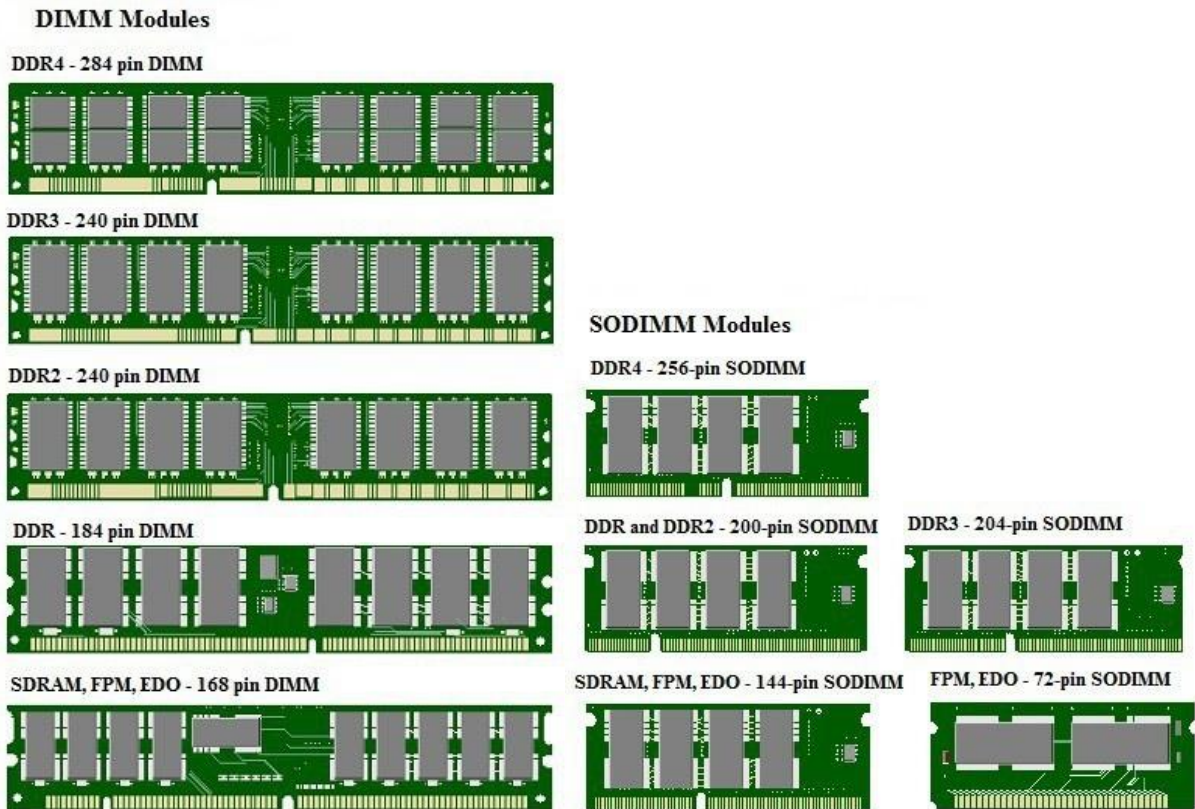 DIMM Modules
DDR4 - 284 pin DIMM
DDR3 - 240 pin DIMM
DDR2 - 240 pin DIMM
DDR - 184 pin DIMM
SDRAM, FPM, EDO - 168 pin DIMM
SODIMM Modules
DDR4 - 256-pin SODIMM
DDR and DDR2 - 200-pin SODIMM
DDR3 - 204-pin SODIMM
SDRAM, FPM, EDO - 144-pin SODIMM
FPM, EDO - 72-pin SODIMM